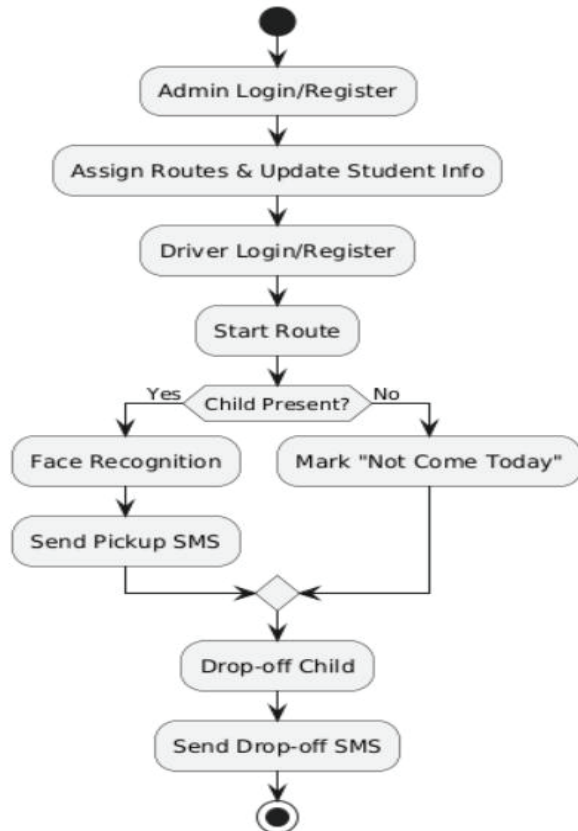 Admin Login/Register
Assign Routes & Update Student Info
Driver Login/Register
Start Route
Yes
Child Present?
No
Face Recognition
Mark "Not Come Today"
Send Pickup SMS
Drop-off Child
Send Drop-off SMS